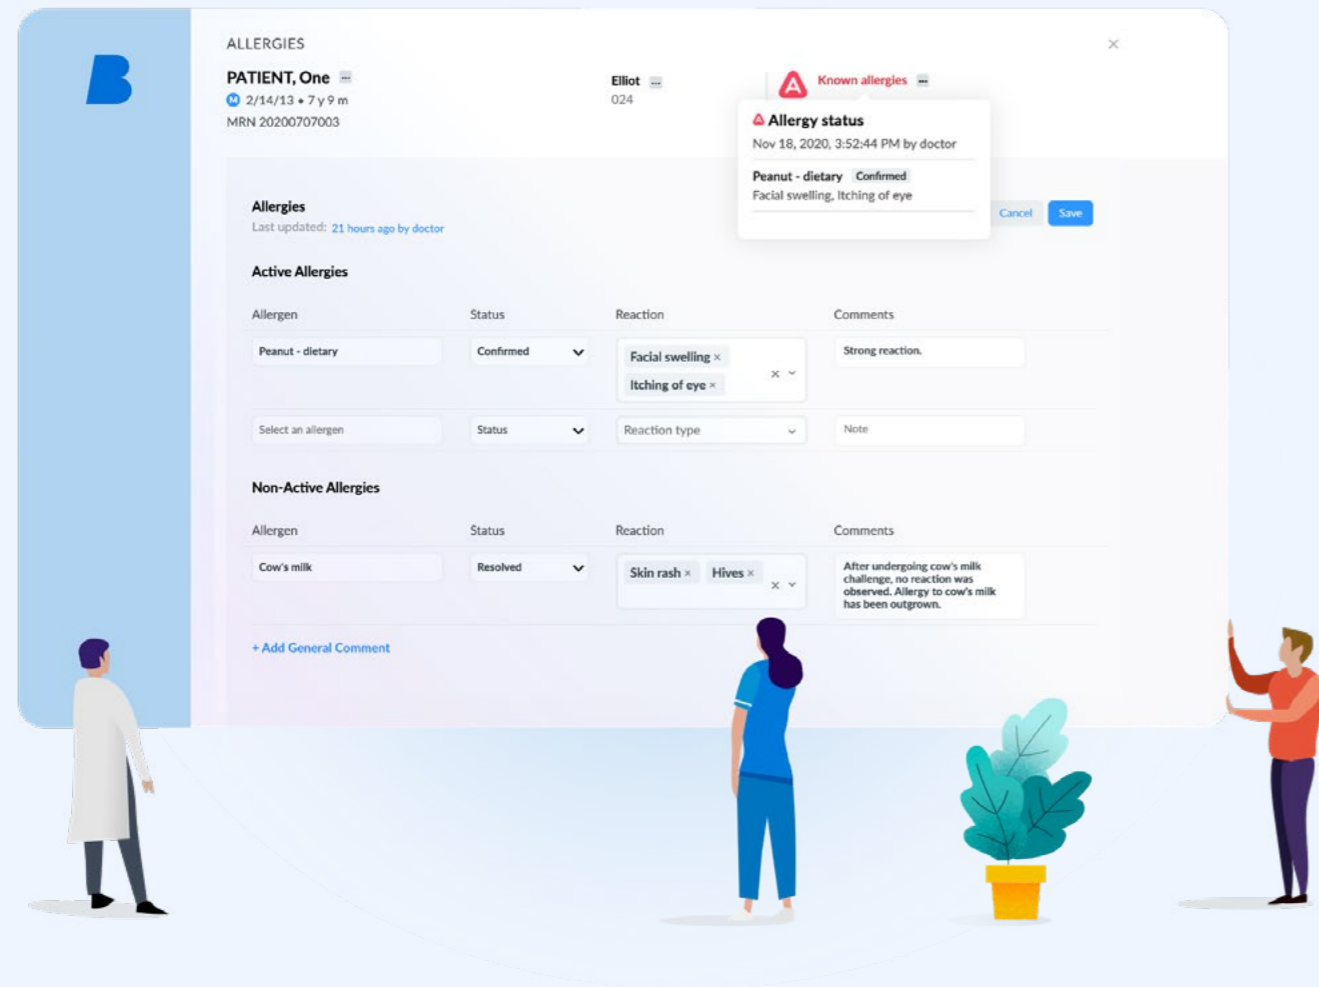 B
ALLERGIES
×
PATIENT, One ...
M 2/14/13 • 7 y 9 m
MRN 20200707003
Elliot ...
024
A Known allergies ...
A Allergy status
Nov 18, 2020, 3:52:44 PM by doctor
Peanut - dietary Confirmed
Facial swelling, Itching of eye
Allergies
Last updated: 21 hours ago by doctor
Cancel Save
Active Allergies
Allergen Status Reaction Comments
Peanut - dietary Confirmed Facial swelling × Strong reaction.
Itching of eye ×
×
Select an allergen Status Reaction type Note
Non-Active Allergies
Allergen Status Reaction Comments
Cow's milk Resolved Skin rash × Hives × ×
After undergoing cow's milk
challenge, no reaction was
observed. Allergy to cow's milk
has been outgrown.
+ Add General Comment